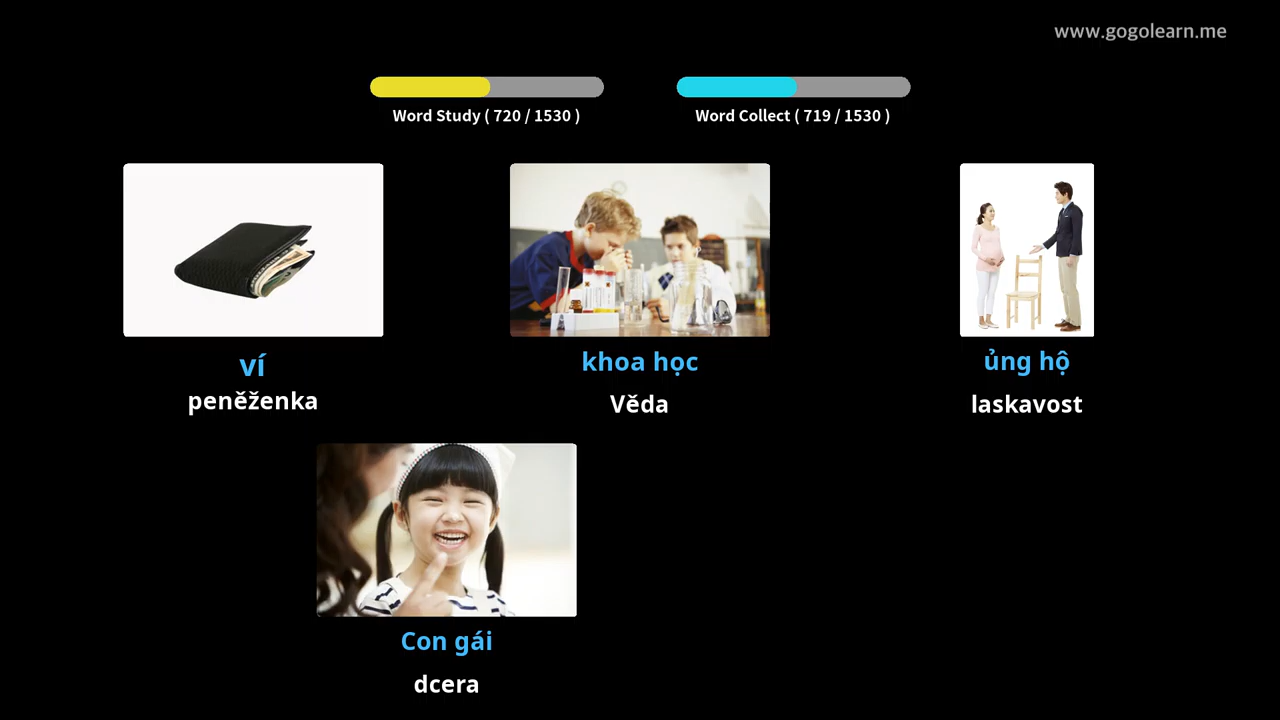 www.gogolearn.me
Word Study ( 720 / 1530 )
Word Collect ( 719 / 1530 )
ví
peněženka
khoa học
Věda
ủng hộ
laskavost
Con gái
dcera